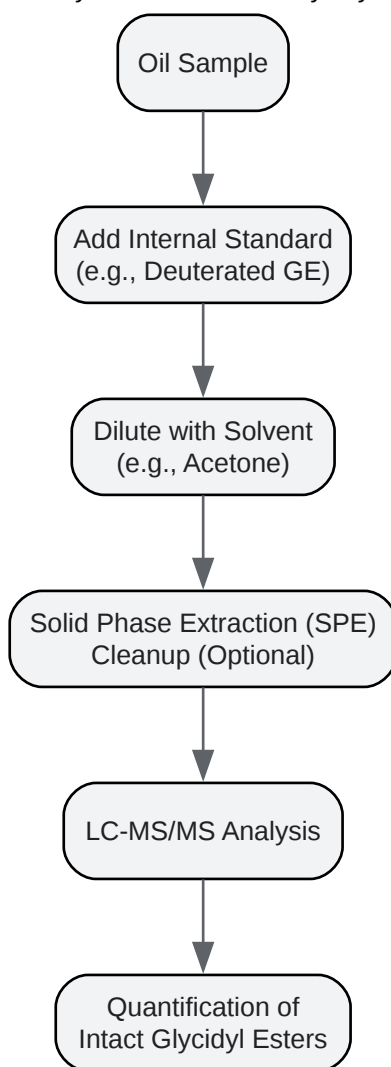 Oil Sample
Add Internal Standard
(e.g., Deuterated GE)
Dilute with Solvent
(e.g., Acetone)
Solid Phase Extraction (SPE)
Cleanup (Optional)
LC-MS/MS Analysis
Quantification of
Intact Glycidyl Esters